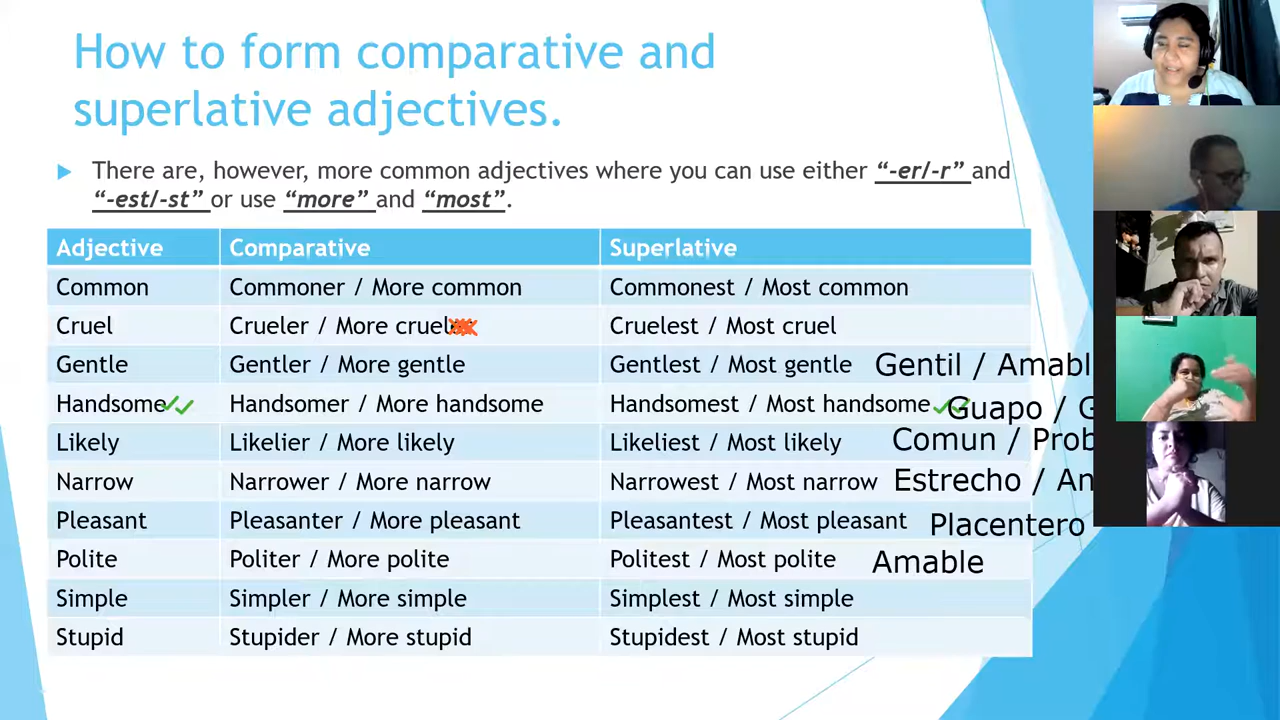 How to form comparative and
superlative adjectives.
There are, however, more common adjectives where you can use either “-er/-r” and
“-est/-st” or use “more” and “most”.
Adjective Comparative Superlative
Common Commoner / More common Commonest / Most common
Cruel Crueler / More cruel Cruelest / Most cruel
Gentle Gentler / More gentle Gentlest / Most gentle Gentil / Amabl
Handsome Handsomer / More handsome Handsomest / Most handsome Guapo / G
Likely Likelier / More likely Likeliest / Most likely Comun / Prob
Narrow Narrower / More narrow Narrowest / Most narrow Estrecho / An
Pleasant Pleasanter / More pleasant Pleasantest / Most pleasant Placentero
Polite Politer / More polite Politest / Most polite Amable
Simple Simpler / More simple Simplest / Most simple
Stupid Stupider / More stupid Stupidest / Most stupid